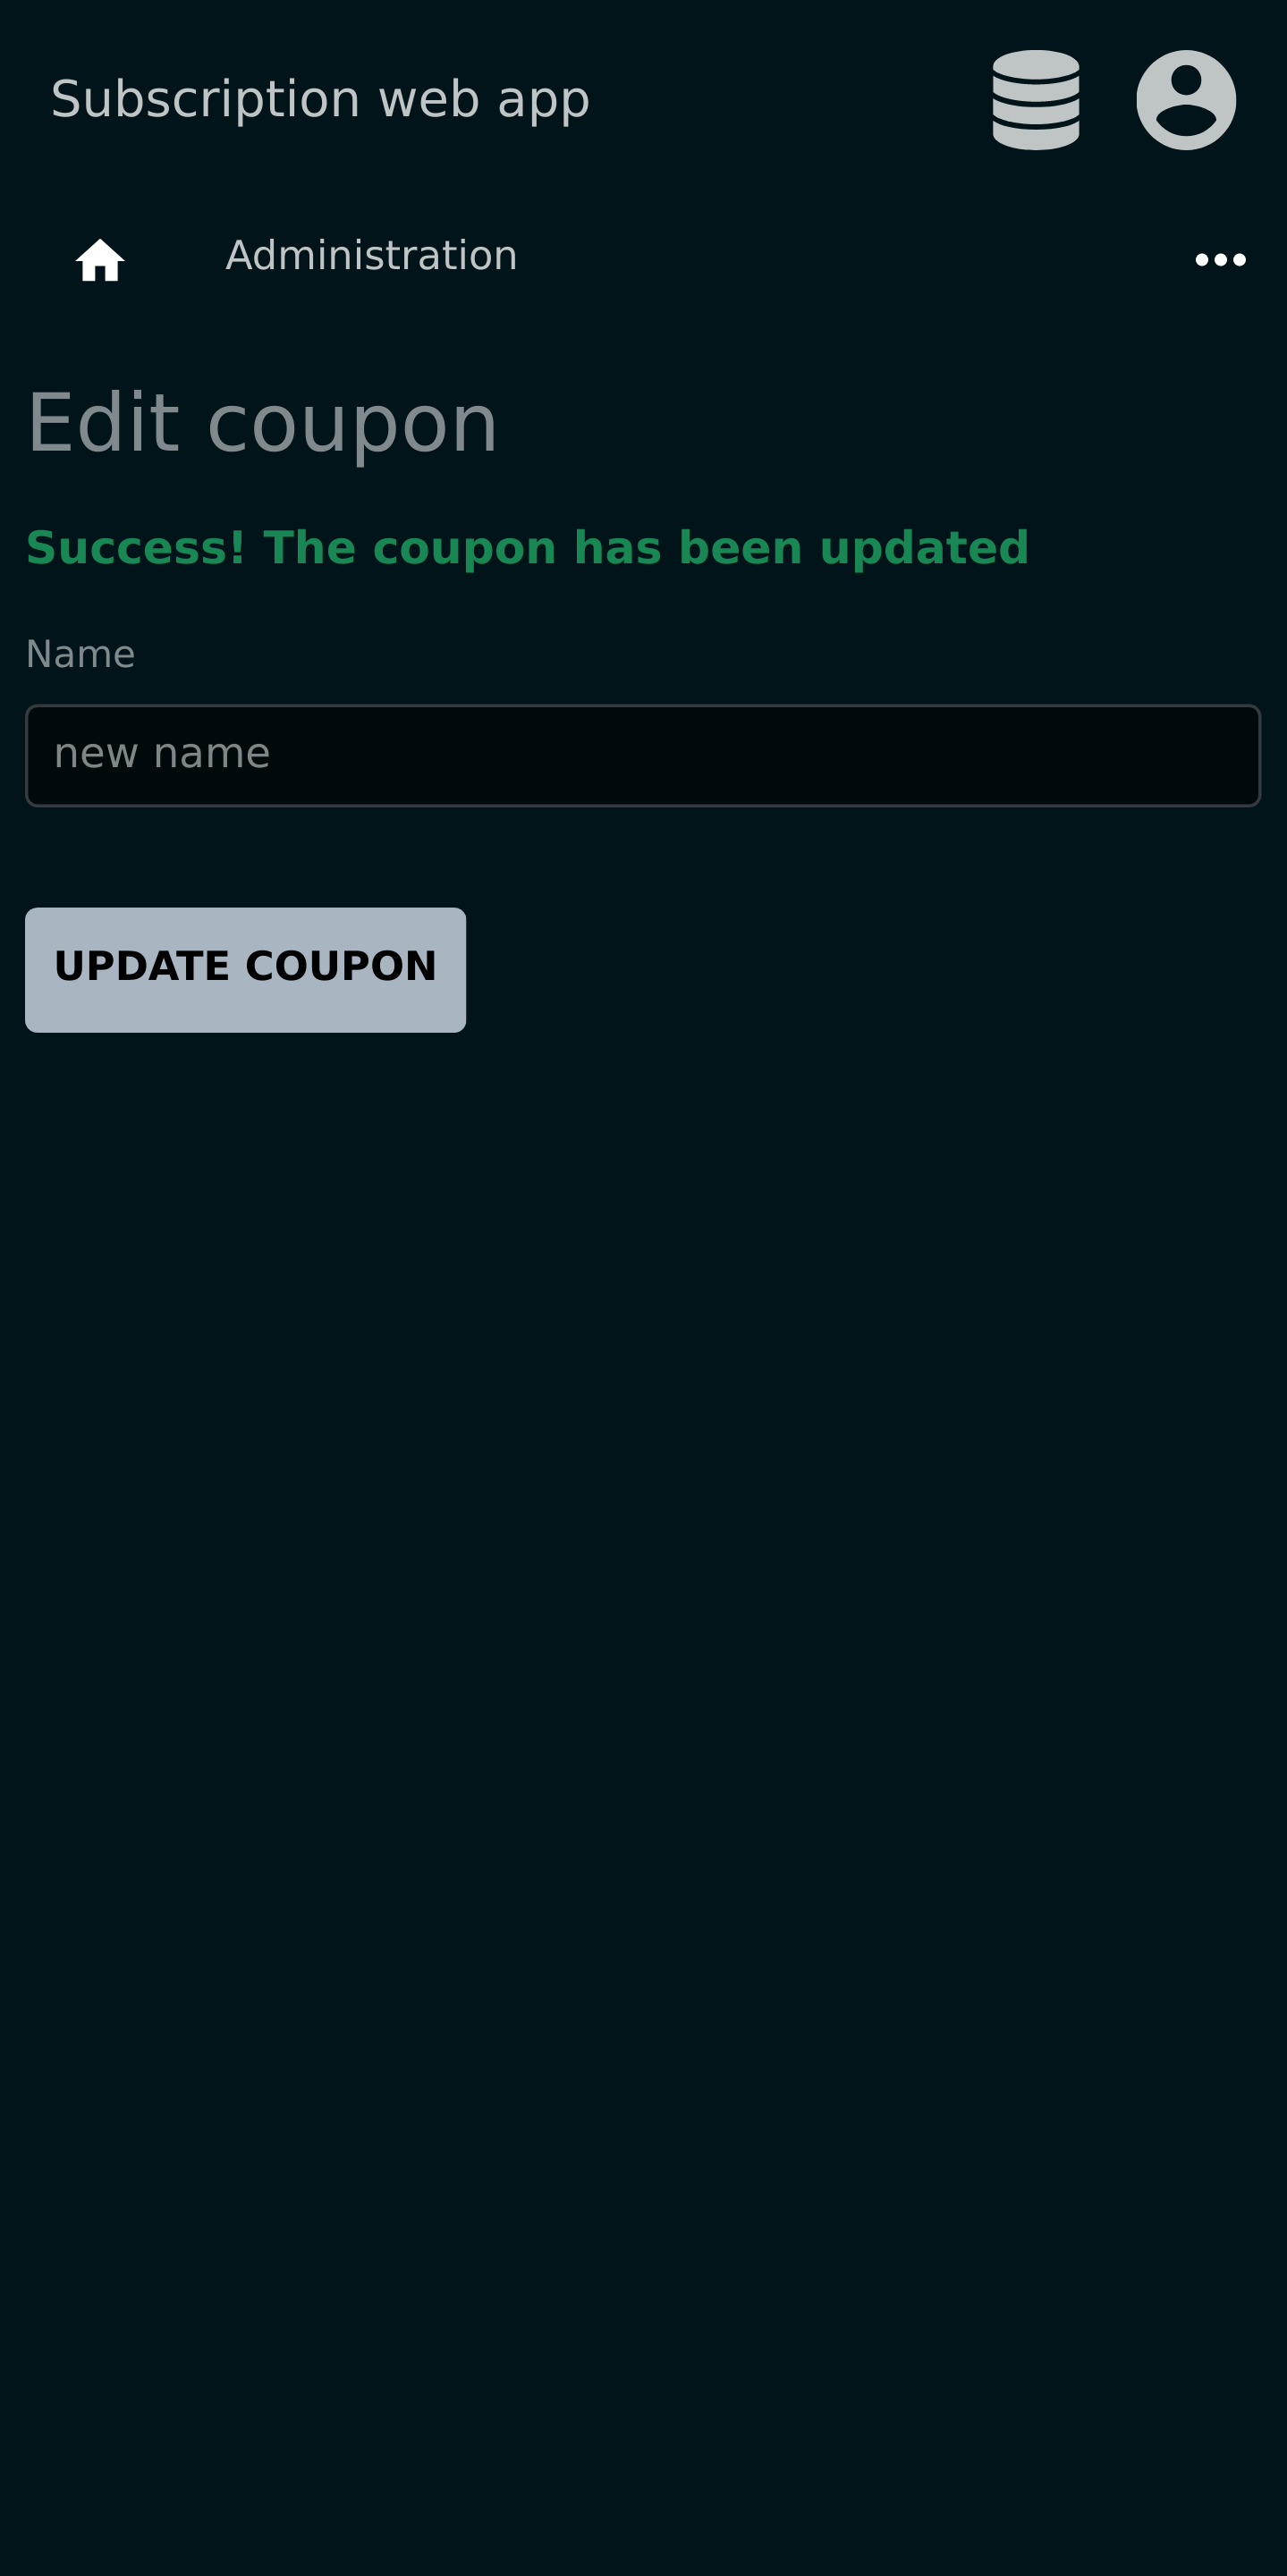 Subscription web app
Administration
Edit coupon
Success! The coupon has been updated
Name
new name
UPDATE COUPON